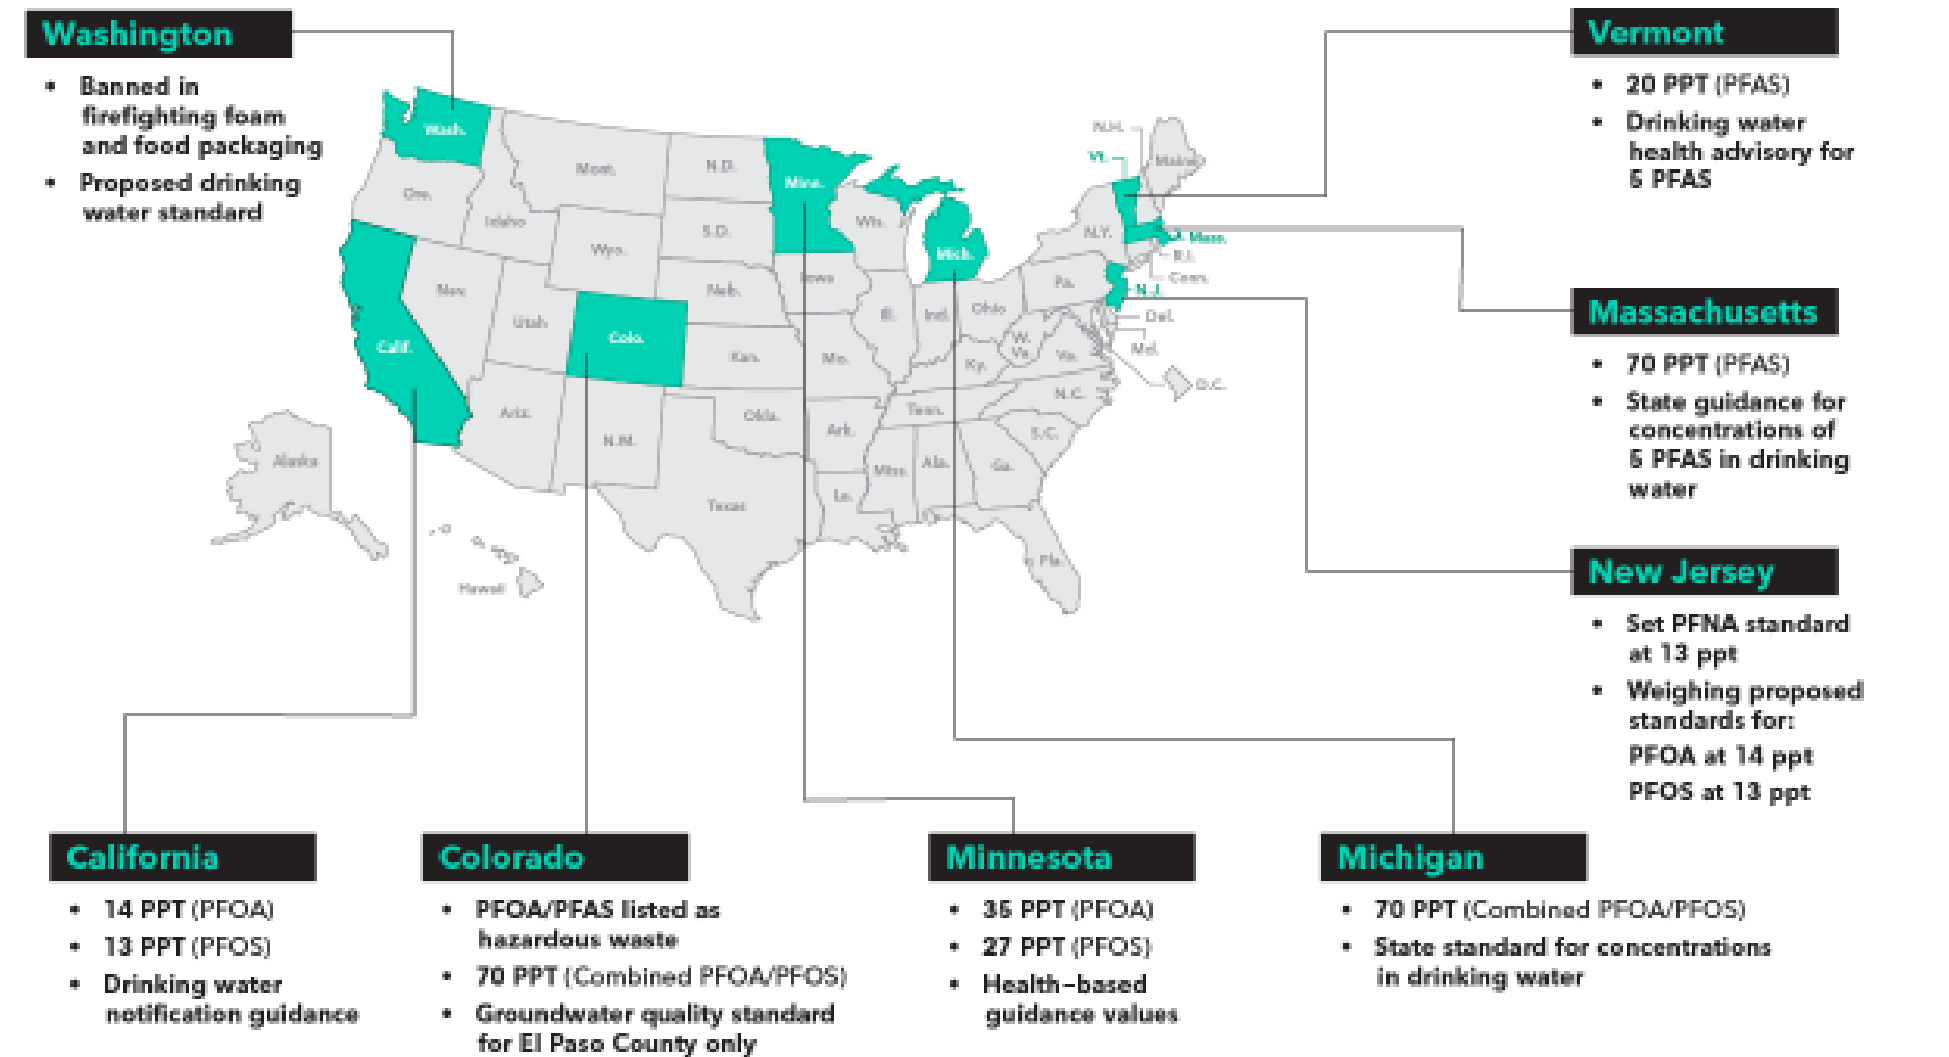 Washington
• Banned in
firefighting foam
and food packaging
• Proposed drinking
water standard
Vermont
• 20 PPT (PFAS)
• Drinking water
health advisory for
5 PFAS
Massachusetts
• 70 PPT (PFAS)
• State guidance for
concentrations of
5 PFAS in drinking
water
New Jersey
• Set PFNA standard
at 13 ppt
• Weighing proposed
standards for:
PFOA at 14 ppt
PFOS at 13 ppt
Wash.
Ore.
Calif.
Idaho
Nev.
Mont.
Wyo.
Utah
Ariz.
Colo.
N.M.
N.D.
S.D.
Neb.
Kan.
Okla.
Texas
Minn.
Iowa
Mo.
Ark.
La.
Wis.
Ill.
Mich.
Ind.
Ohio
Ky.
Tenn.
Miss.
Ala.
Ga.
Fla.
S.C.
N.C.
Va.
W.
Va.
Pa.
N.Y.
N.H.
Vt.
Maine
Mass.
R.I.
Conn.
N.J.
Del.
Md.
D.C.
Alaska
Hawaii
California
• 14 PPT (PFOA)
• 13 PPT (PFOS)
• Drinking water
notification guidance
Colorado
• PFOA/PFAS listed as
hazardous waste
• 70 PPT (Combined PFOA/PFOS)
• Groundwater quality standard
for El Paso County only
Minnesota
• 35 PPT (PFOA)
• 27 PPT (PFOS)
• Health-based
guidance values
Michigan
• 70 PPT (Combined PFOA/PFOS)
• State standard for concentrations
in drinking water